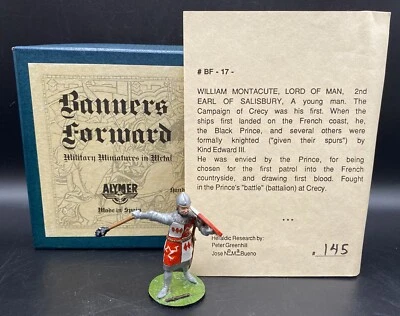 Banners
Forward
Military Miniatures in Metal
ALYMER
Made in Spain
# BF - 17 -
WILLIAM MONTACUTE, LORD OF MAN, 2nd
EARL OF SALISBURY, A young man. The
Campaign of Crecy was his first. When the
ships first landed on the French coast, he,
the Black Prince, and several others were
formally knighted ("given their spurs") by
Kind Edward III.
He was envied by the Prince, for being
chosen for the first patrol into the French
countryside, and drawing first blood. Fought
in the Prince's "battle" (battalion) at Crecy.
...
Heraldic Research by:
Peter Greenhill
Jose Nº Mª Bueno
# 145